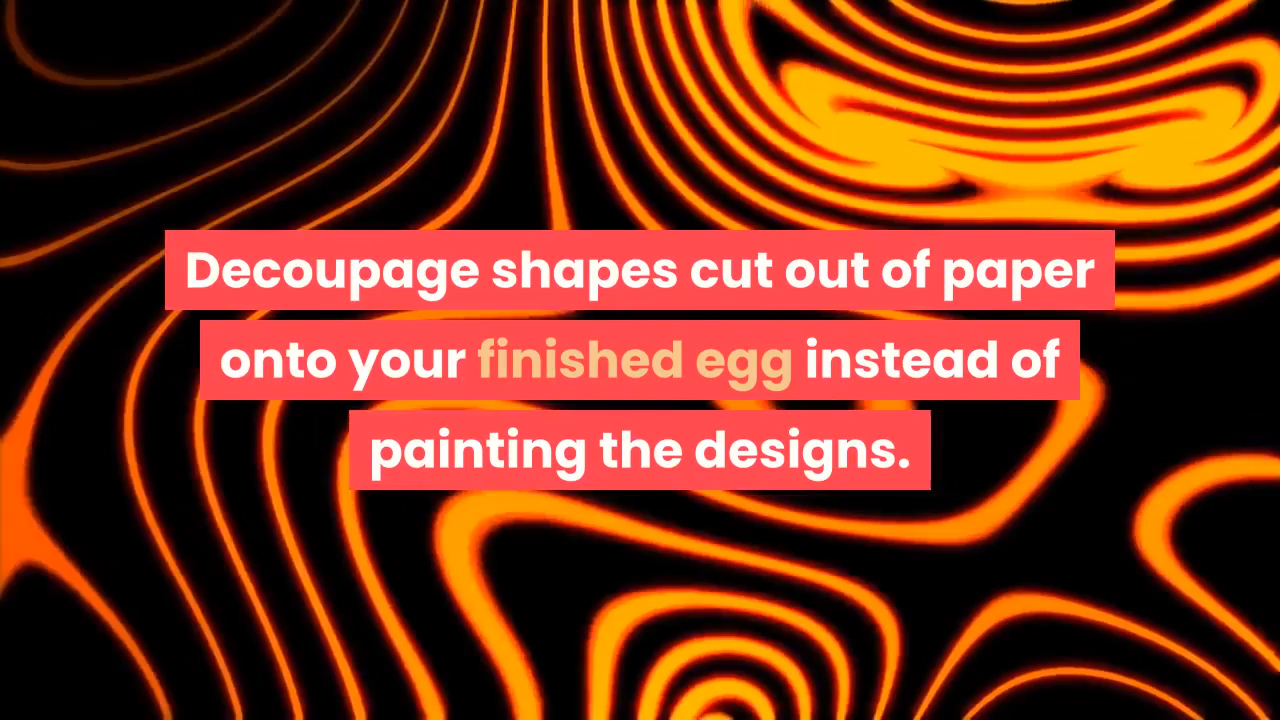 Decoupage shapes cut out of paper
onto your finished egg instead of
painting the designs.